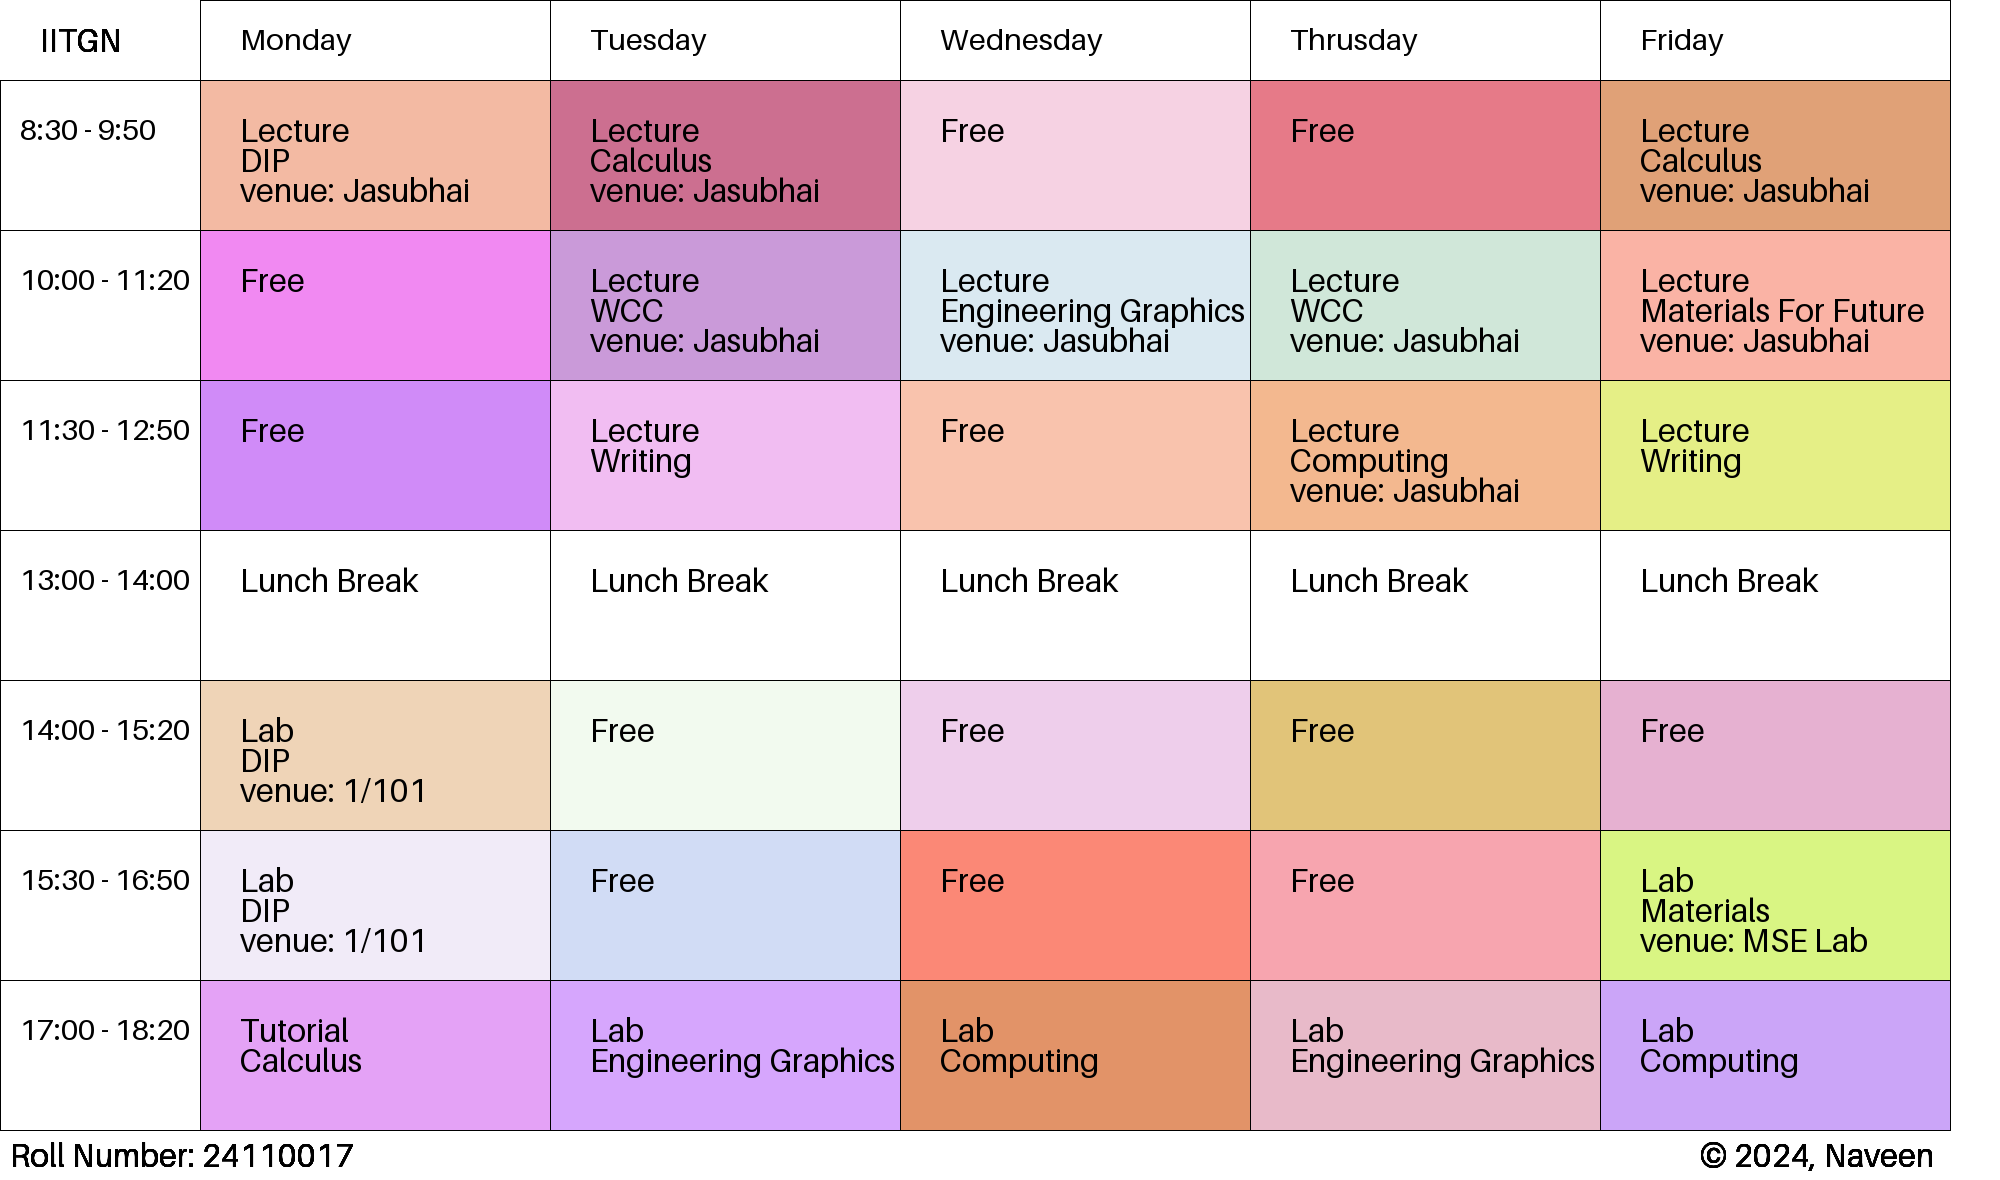 IITGN Monday Tuesday Wednesday Thrusday Friday
8:30 - 9:50
Lecture
DIP
venue: Jasubhai
Lecture
Calculus
venue: Jasubhai
Free
Free
Lecture
Calculus
venue: Jasubhai
10:00 - 11:20
Free
Lecture
WCC
venue: Jasubhai
Lecture
Engineering Graphics
venue: Jasubhai
Lecture
WCC
venue: Jasubhai
Lecture
Materials For Future
venue: Jasubhai
11:30 - 12:50
Free
Lecture
Writing
Free
Lecture
Computing
venue: Jasubhai
Lecture
Writing
13:00 - 14:00
Lunch Break
Lunch Break
Lunch Break
Lunch Break
Lunch Break
14:00 - 15:20
Lab
DIP
venue: 1/101
Free
Free
Free
Free
15:30 - 16:50
Lab
DIP
venue: 1/101
Free
Free
Free
Lab
Materials
venue: MSE Lab
17:00 - 18:20
Tutorial
Calculus
Lab
Engineering Graphics
Lab
Computing
Lab
Engineering Graphics
Lab
Computing
Roll Number: 24110017
© 2024, Naveen